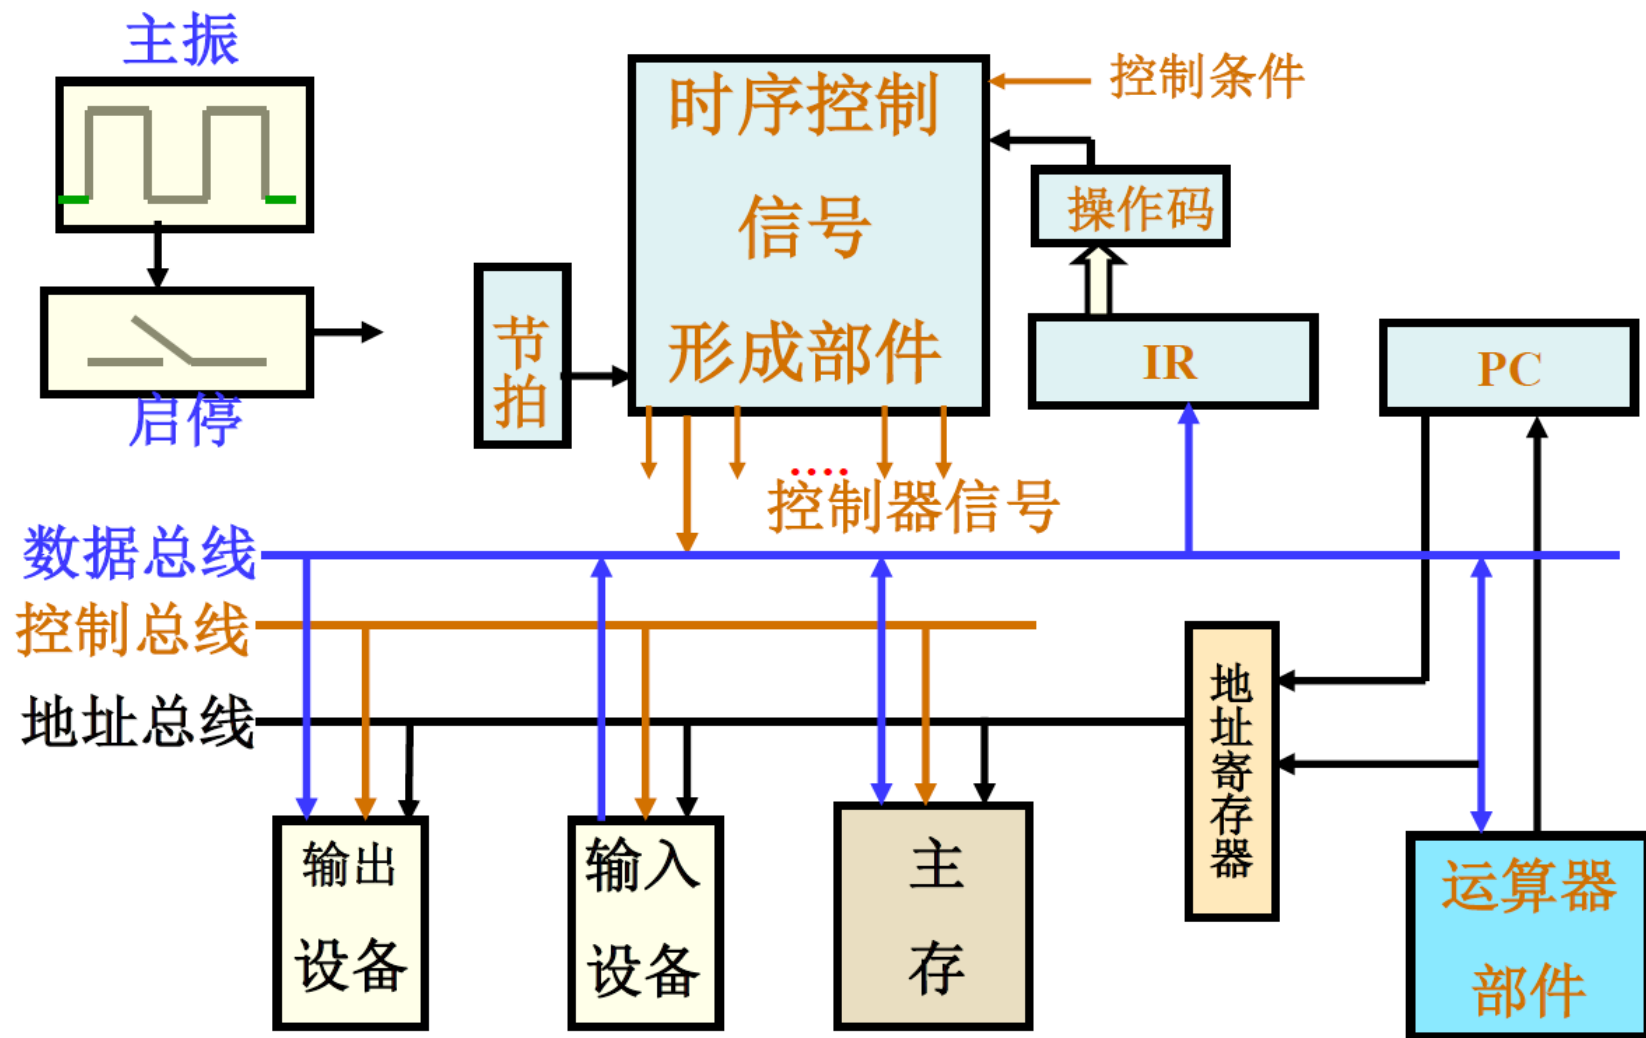 主振
时序控制
信号
形成部件
控制条件
操作码
节
拍
IR
PC
启停
....
控制器信号
数据总线
控制总线
地址总线
地
址
寄
存
器
输出
设备
输入
设备
主
存
运算器
部件